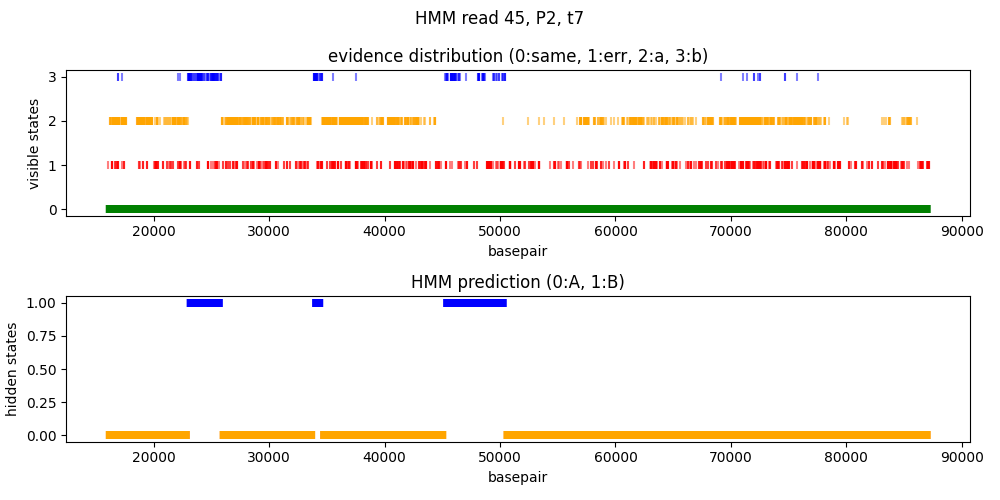 HMM read 45, P2, t7
evidence distribution (0:same, 1:err, 2:a, 3:b)
visible states
3
2
1
0
20000 30000 40000 50000 60000 70000 80000 90000
basepair
HMM prediction (0:A, 1:B)
hidden states
1.00
0.75
0.50
0.25
0.00
20000 30000 40000 50000 60000 70000 80000 90000
basepair